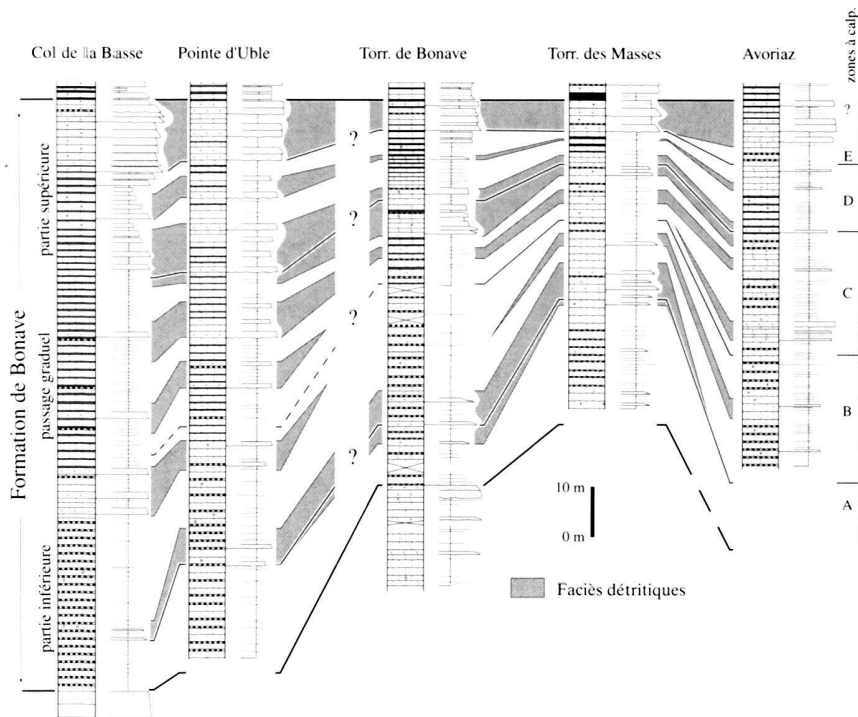 Col de la Basse
Pointe d'Uble
Torr. de Bonave
Torr. des Masses
Avoriaz
zones à calp.
Formation de Bonave
partie supérieure
passage graduel
partie inférieure
?
?
?
?
?
E
D
C
B
A
10 m
0 m
Faciès détritiques